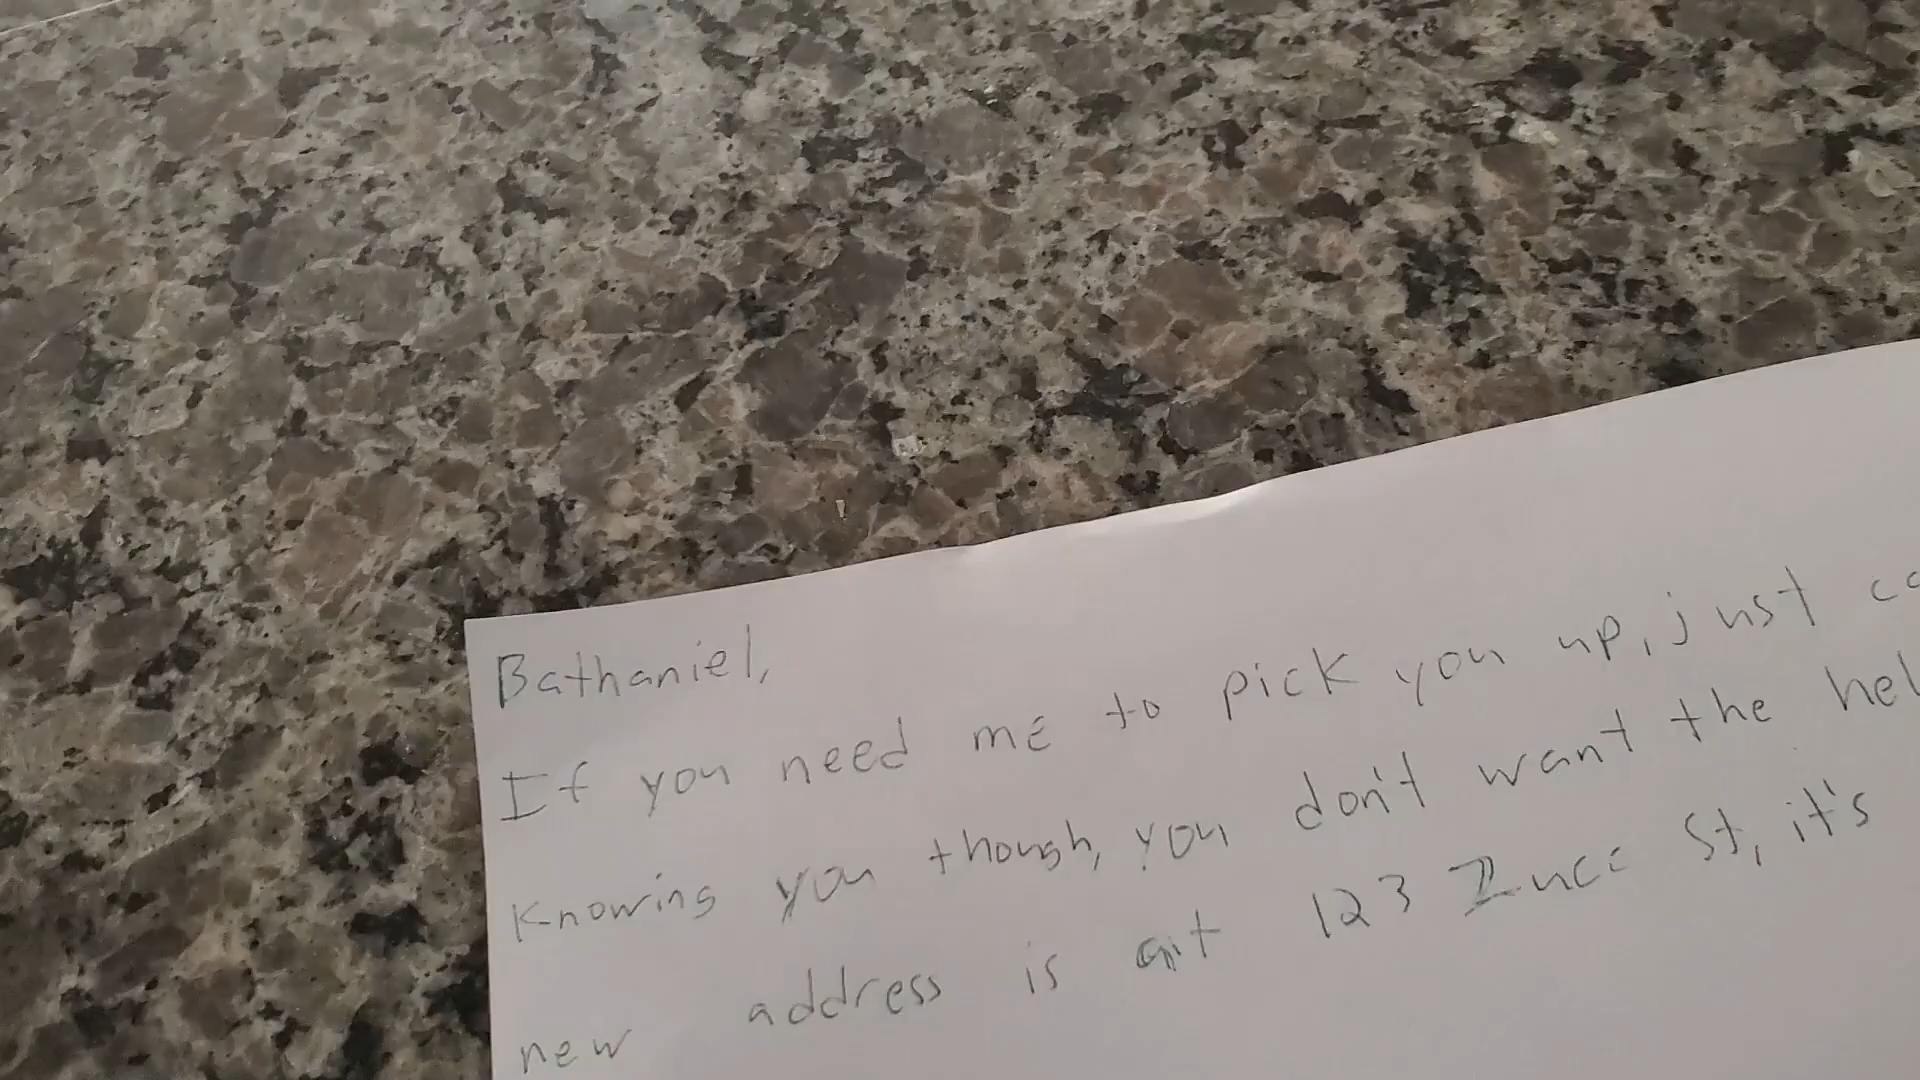 Bathaniel,
If you need me to pick you up, just
Knowing you though, you don't want the
new address is at 123 St, it's